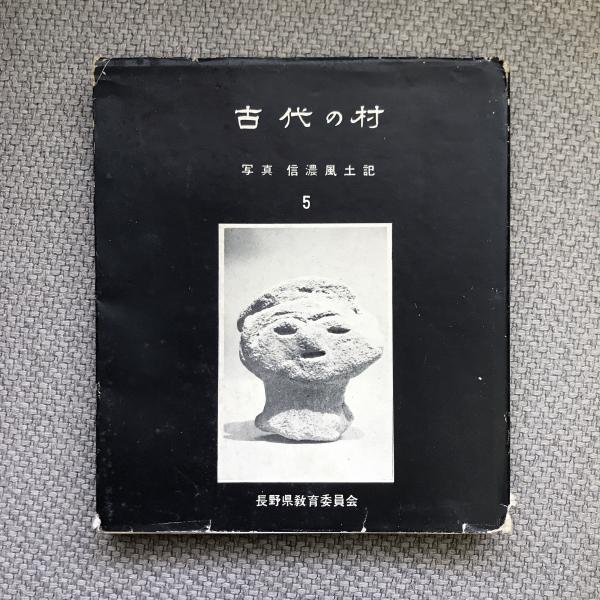 古代の村
写真 信濃風土記
5
長野県教育委員会